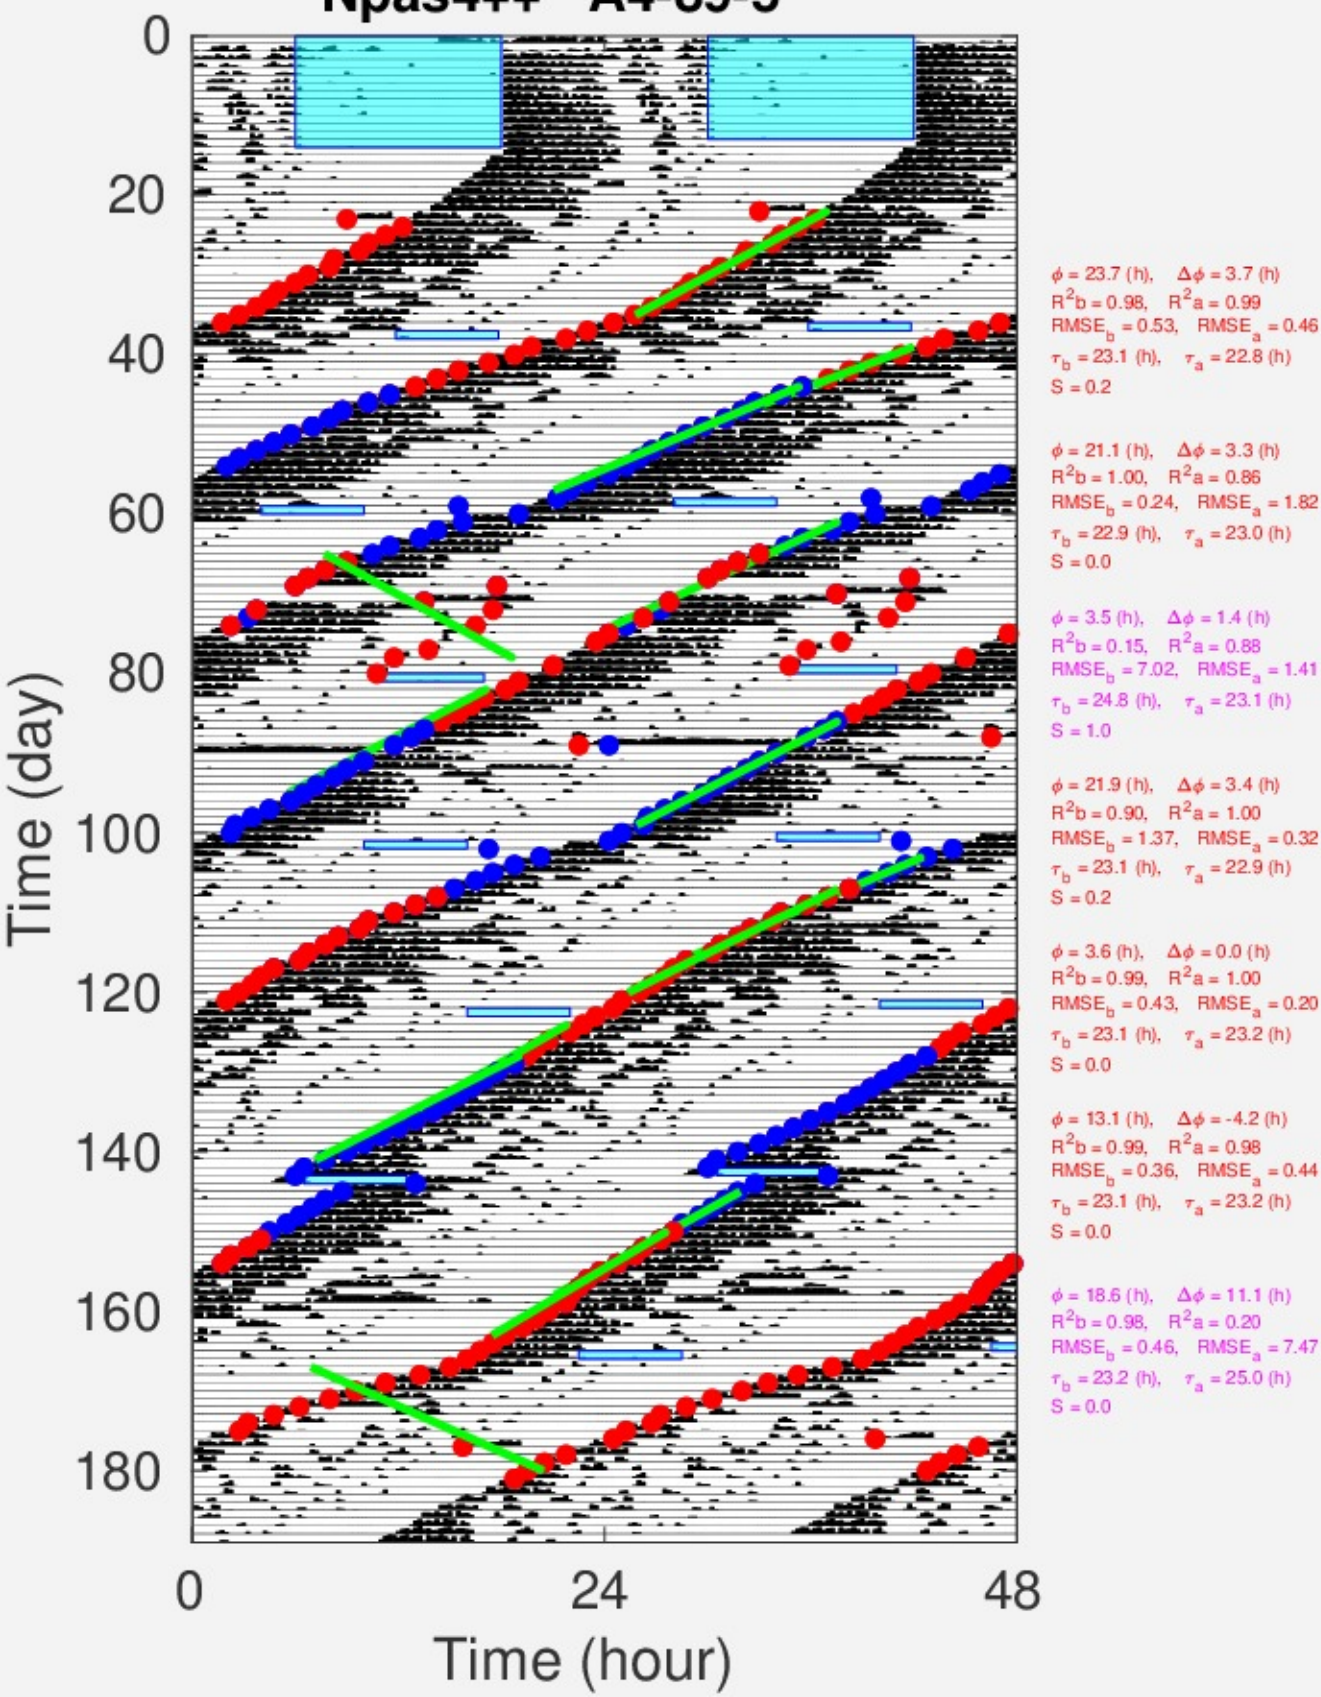 0
20
40
60
80
100
120
140
160
180
Time (day)
0 24 48
Time (hour)
ϕ = 23.7 (h), Δϕ = 3.7 (h)
R²b = 0.98, R²a = 0.99
RMSE_b = 0.53, RMSE_a = 0.46
τ_b = 23.1 (h), τ_a = 22.8 (h)
S = 0.2
ϕ = 21.1 (h), Δϕ = 3.3 (h)
R²b = 1.00, R²a = 0.86
RMSE_b = 0.24, RMSE_a = 1.82
τ_b = 22.9 (h), τ_a = 23.0 (h)
S = 0.0
ϕ = 3.5 (h), Δϕ = 1.4 (h)
R²b = 0.15, R²a = 0.88
RMSE_b = 7.02, RMSE_a = 1.41
τ_b = 24.8 (h), τ_a = 23.1 (h)
S = 1.0
ϕ = 21.9 (h), Δϕ = 3.4 (h)
R²b = 0.90, R²a = 1.00
RMSE_b = 1.37, RMSE_a = 0.32
τ_b = 23.1 (h), τ_a = 22.9 (h)
S = 0.2
ϕ = 3.6 (h), Δϕ = 0.0 (h)
R²b = 0.99, R²a = 1.00
RMSE_b = 0.43, RMSE_a = 0.20
τ_b = 23.1 (h), τ_a = 23.2 (h)
S = 0.0
ϕ = 13.1 (h), Δϕ = -4.2 (h)
R²b = 0.99, R²a = 0.98
RMSE_b = 0.36, RMSE_a = 0.44
τ_b = 23.1 (h), τ_a = 23.2 (h)
S = 0.0
ϕ = 18.6 (h), Δϕ = 11.1 (h)
R²b = 0.98, R²a = 0.20
RMSE_b = 0.46, RMSE_a = 7.47
τ_b = 23.2 (h), τ_a = 25.0 (h)
S = 0.0